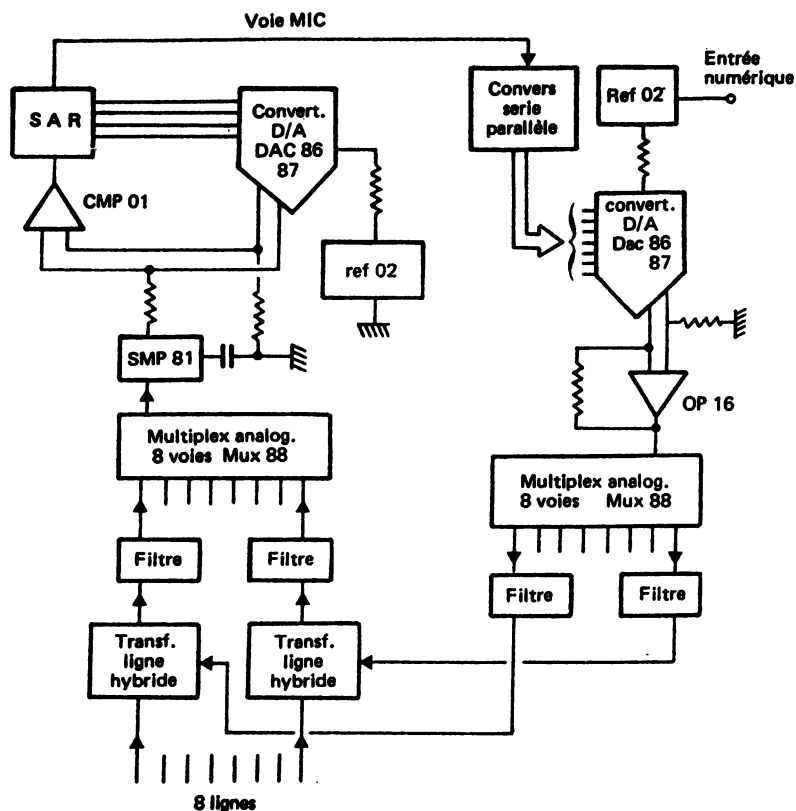 Voie MIC
Entrée
numérique
S A R
Convert.
D/A
DAC 86
87
Convers
serie
parallèle
Ref 02
CMP 01
convert.
D/A
Dac 86
87
ref 02
SMP 81
OP 16
Multiplex analog.
8 voies Mux 88
Multiplex analog.
8 voies Mux 88
Filtre
Filtre
Filtre
Filtre
Transf.
ligne
hybride
Transf.
ligne
hybride
8 lignes